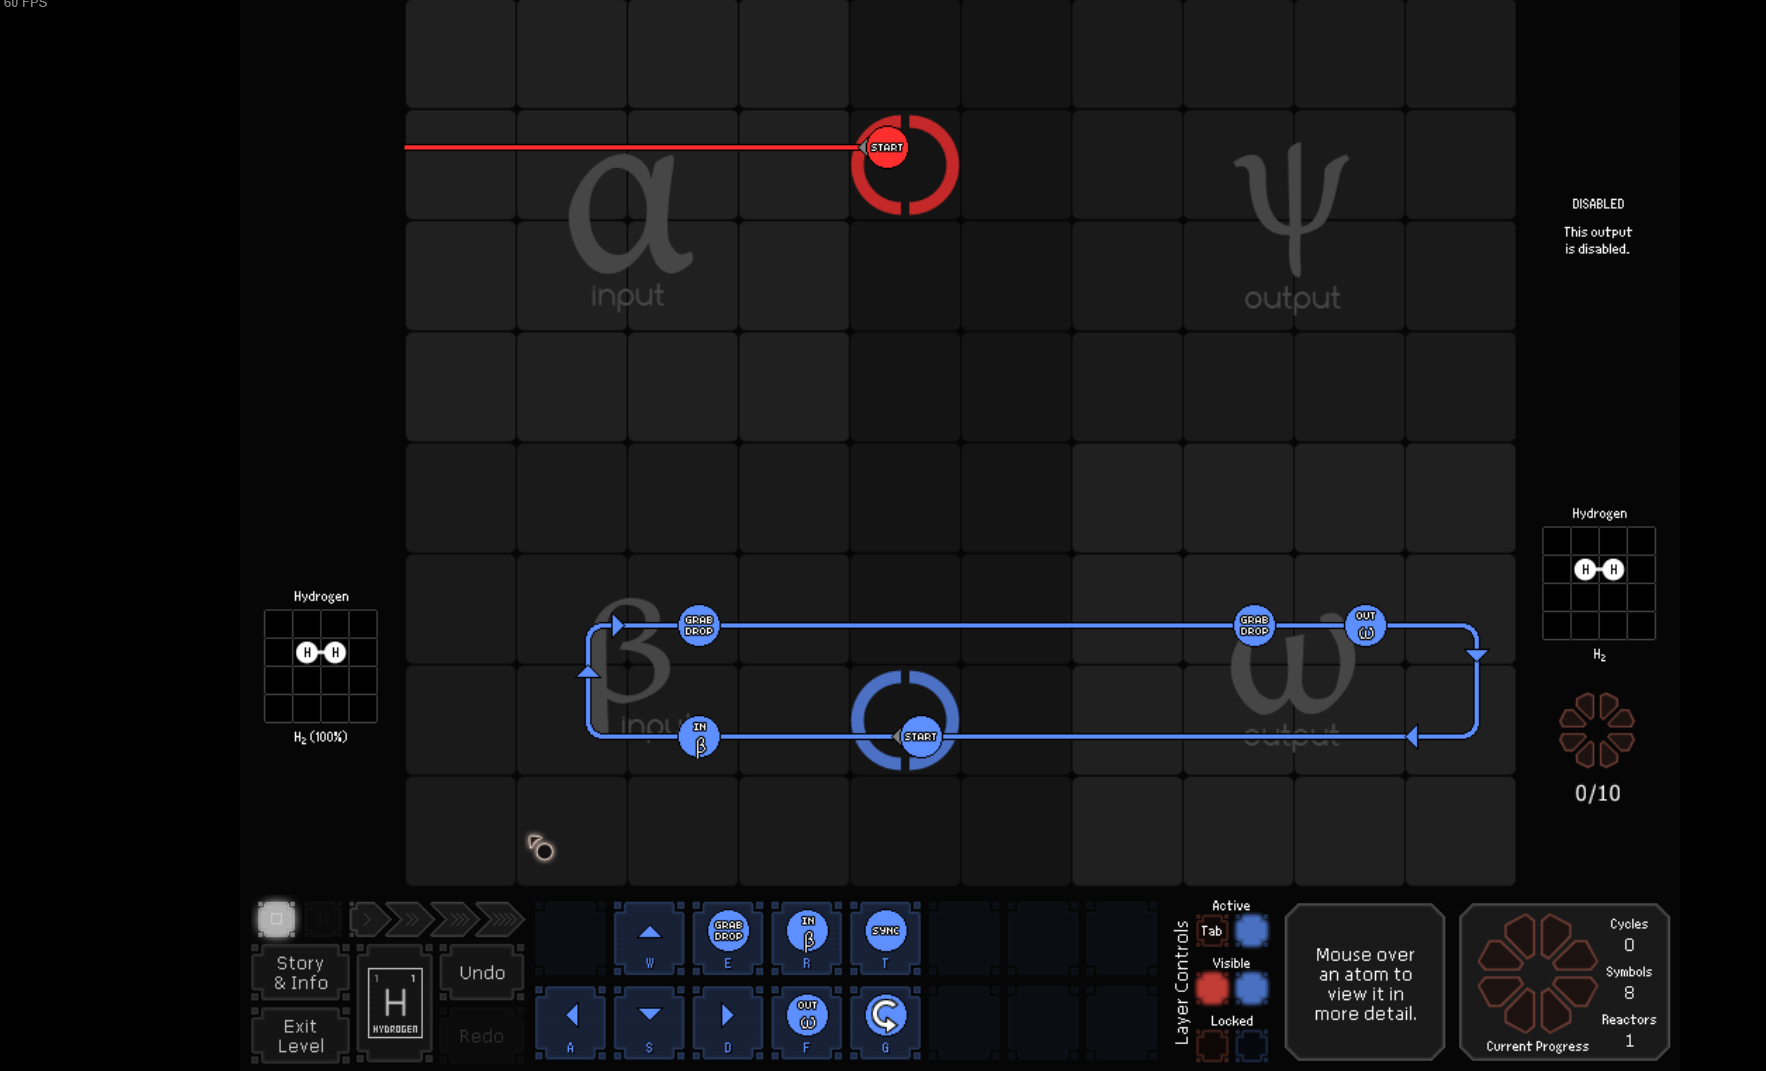 60 FPS
START
α
input
ψ
output
DISABLED
This output
is disabled.
Hydrogen
H H
H₂
0/10
Hydrogen
H H
H₂ (100%)
GRAB
DROP
GRAB
DROP
OUT
ω
β
input
IN
β
START
ω
output
Story
& Info
Exit
Level
1 1
H
HYDROGEN
Undo
Redo
W
GRAB
DROP
E
IN
β
R
SYNC
T
A
S
D
OUT
ω
F
G
Layer Controls
Active
Tab
Visible
Locked
Mouse over
an atom to
view it in
more detail.
Cycles
0
Symbols
8
Reactors
1
Current Progress